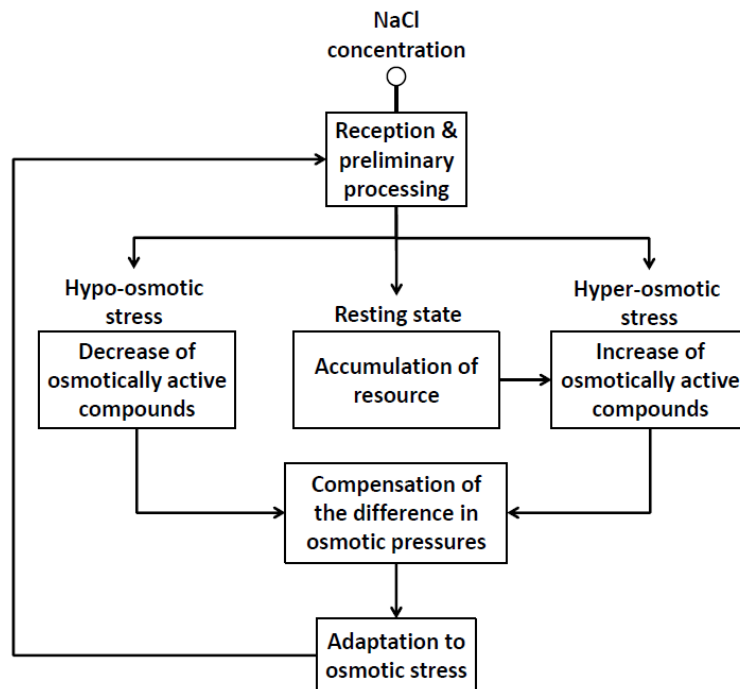 NaCl
concentration
Reception &
preliminary
processing
Hypo-osmotic
stress
Decrease of
osmotically active
compounds
Resting state
Accumulation of
resource
Hyper-osmotic
stress
Increase of
osmotically active
compounds
Compensation of
the difference in
osmotic pressures
Adaptation to
osmotic stress